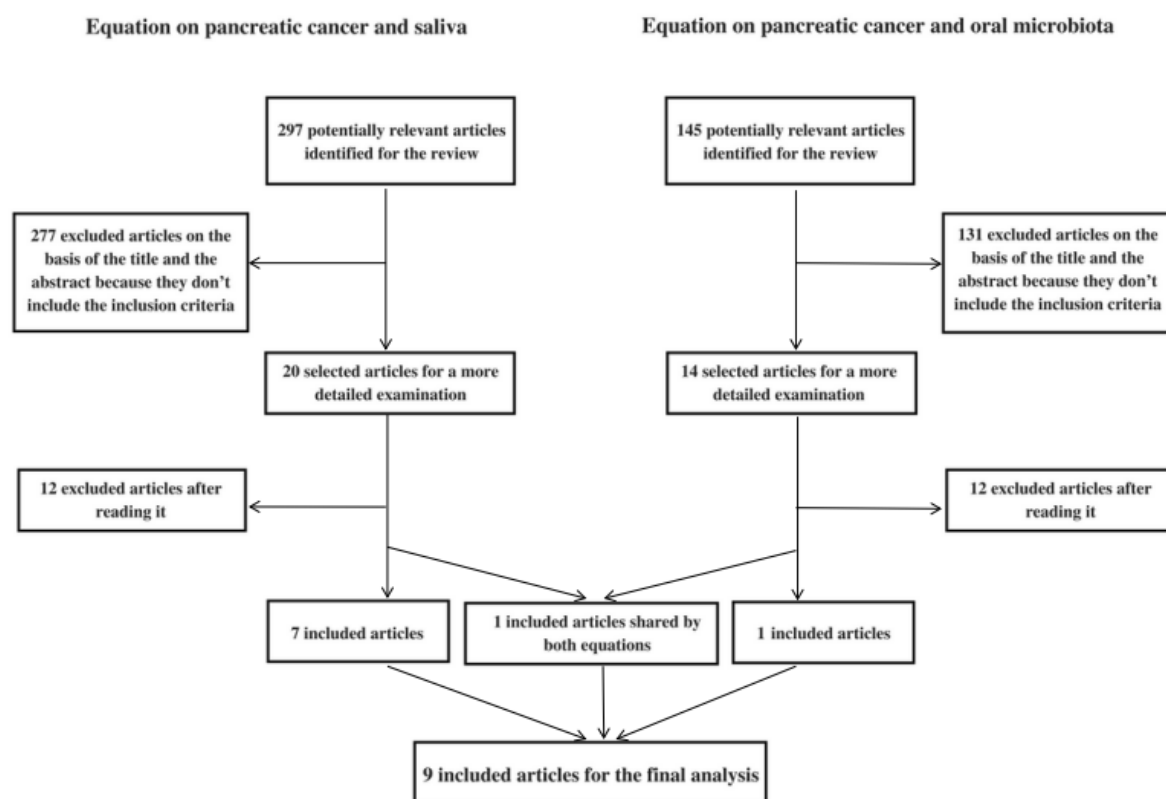 Equation on pancreatic cancer and saliva
Equation on pancreatic cancer and oral microbiota
297 potentially relevant articles
identified for the review
145 potentially relevant articles
identified for the review
277 excluded articles on the
basis of the title and the
abstract because they don't
include the inclusion criteria
131 excluded articles on the
basis of the title and the
abstract because they don't
include the inclusion criteria
20 selected articles for a more
detailed examination
14 selected articles for a more
detailed examination
12 excluded articles after
reading it
12 excluded articles after
reading it
7 included articles
1 included articles shared by
both equations
1 included articles
9 included articles for the final analysis